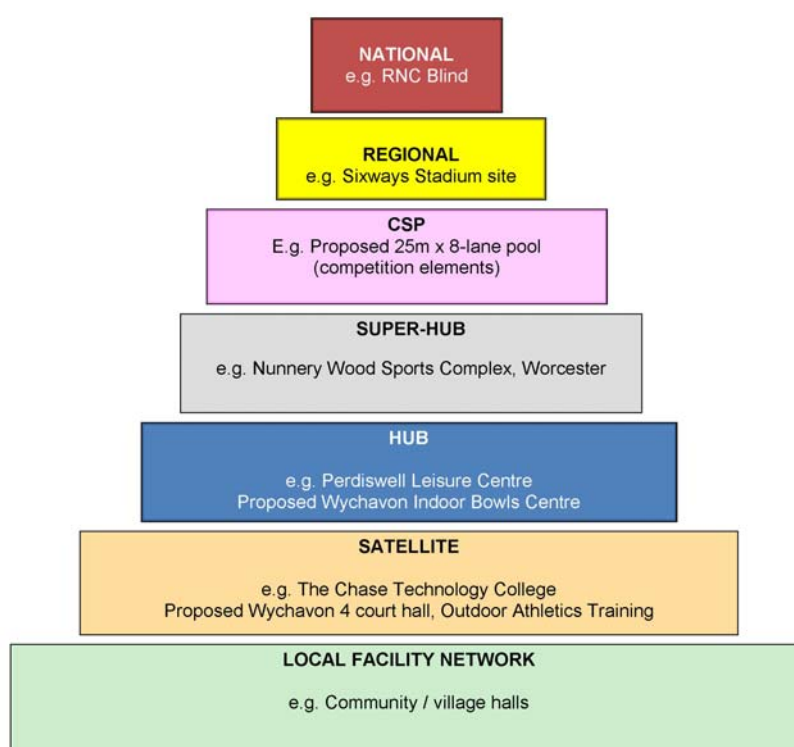 NATIONAL
e.g. RNC Blind
REGIONAL
e.g. Sixways Stadium site
CSP
E.g. Proposed 25m x 8-lane pool
(competition elements)
SUPER-HUB
e.g. Nunnery Wood Sports Complex, Worcester
HUB
e.g. Perdiswell Leisure Centre
Proposed Wychavon Indoor Bowls Centre
SATELLITE
e.g. The Chase Technology College
Proposed Wychavon 4 court hall, Outdoor Athletics Training
LOCAL FACILITY NETWORK
e.g. Community / village halls